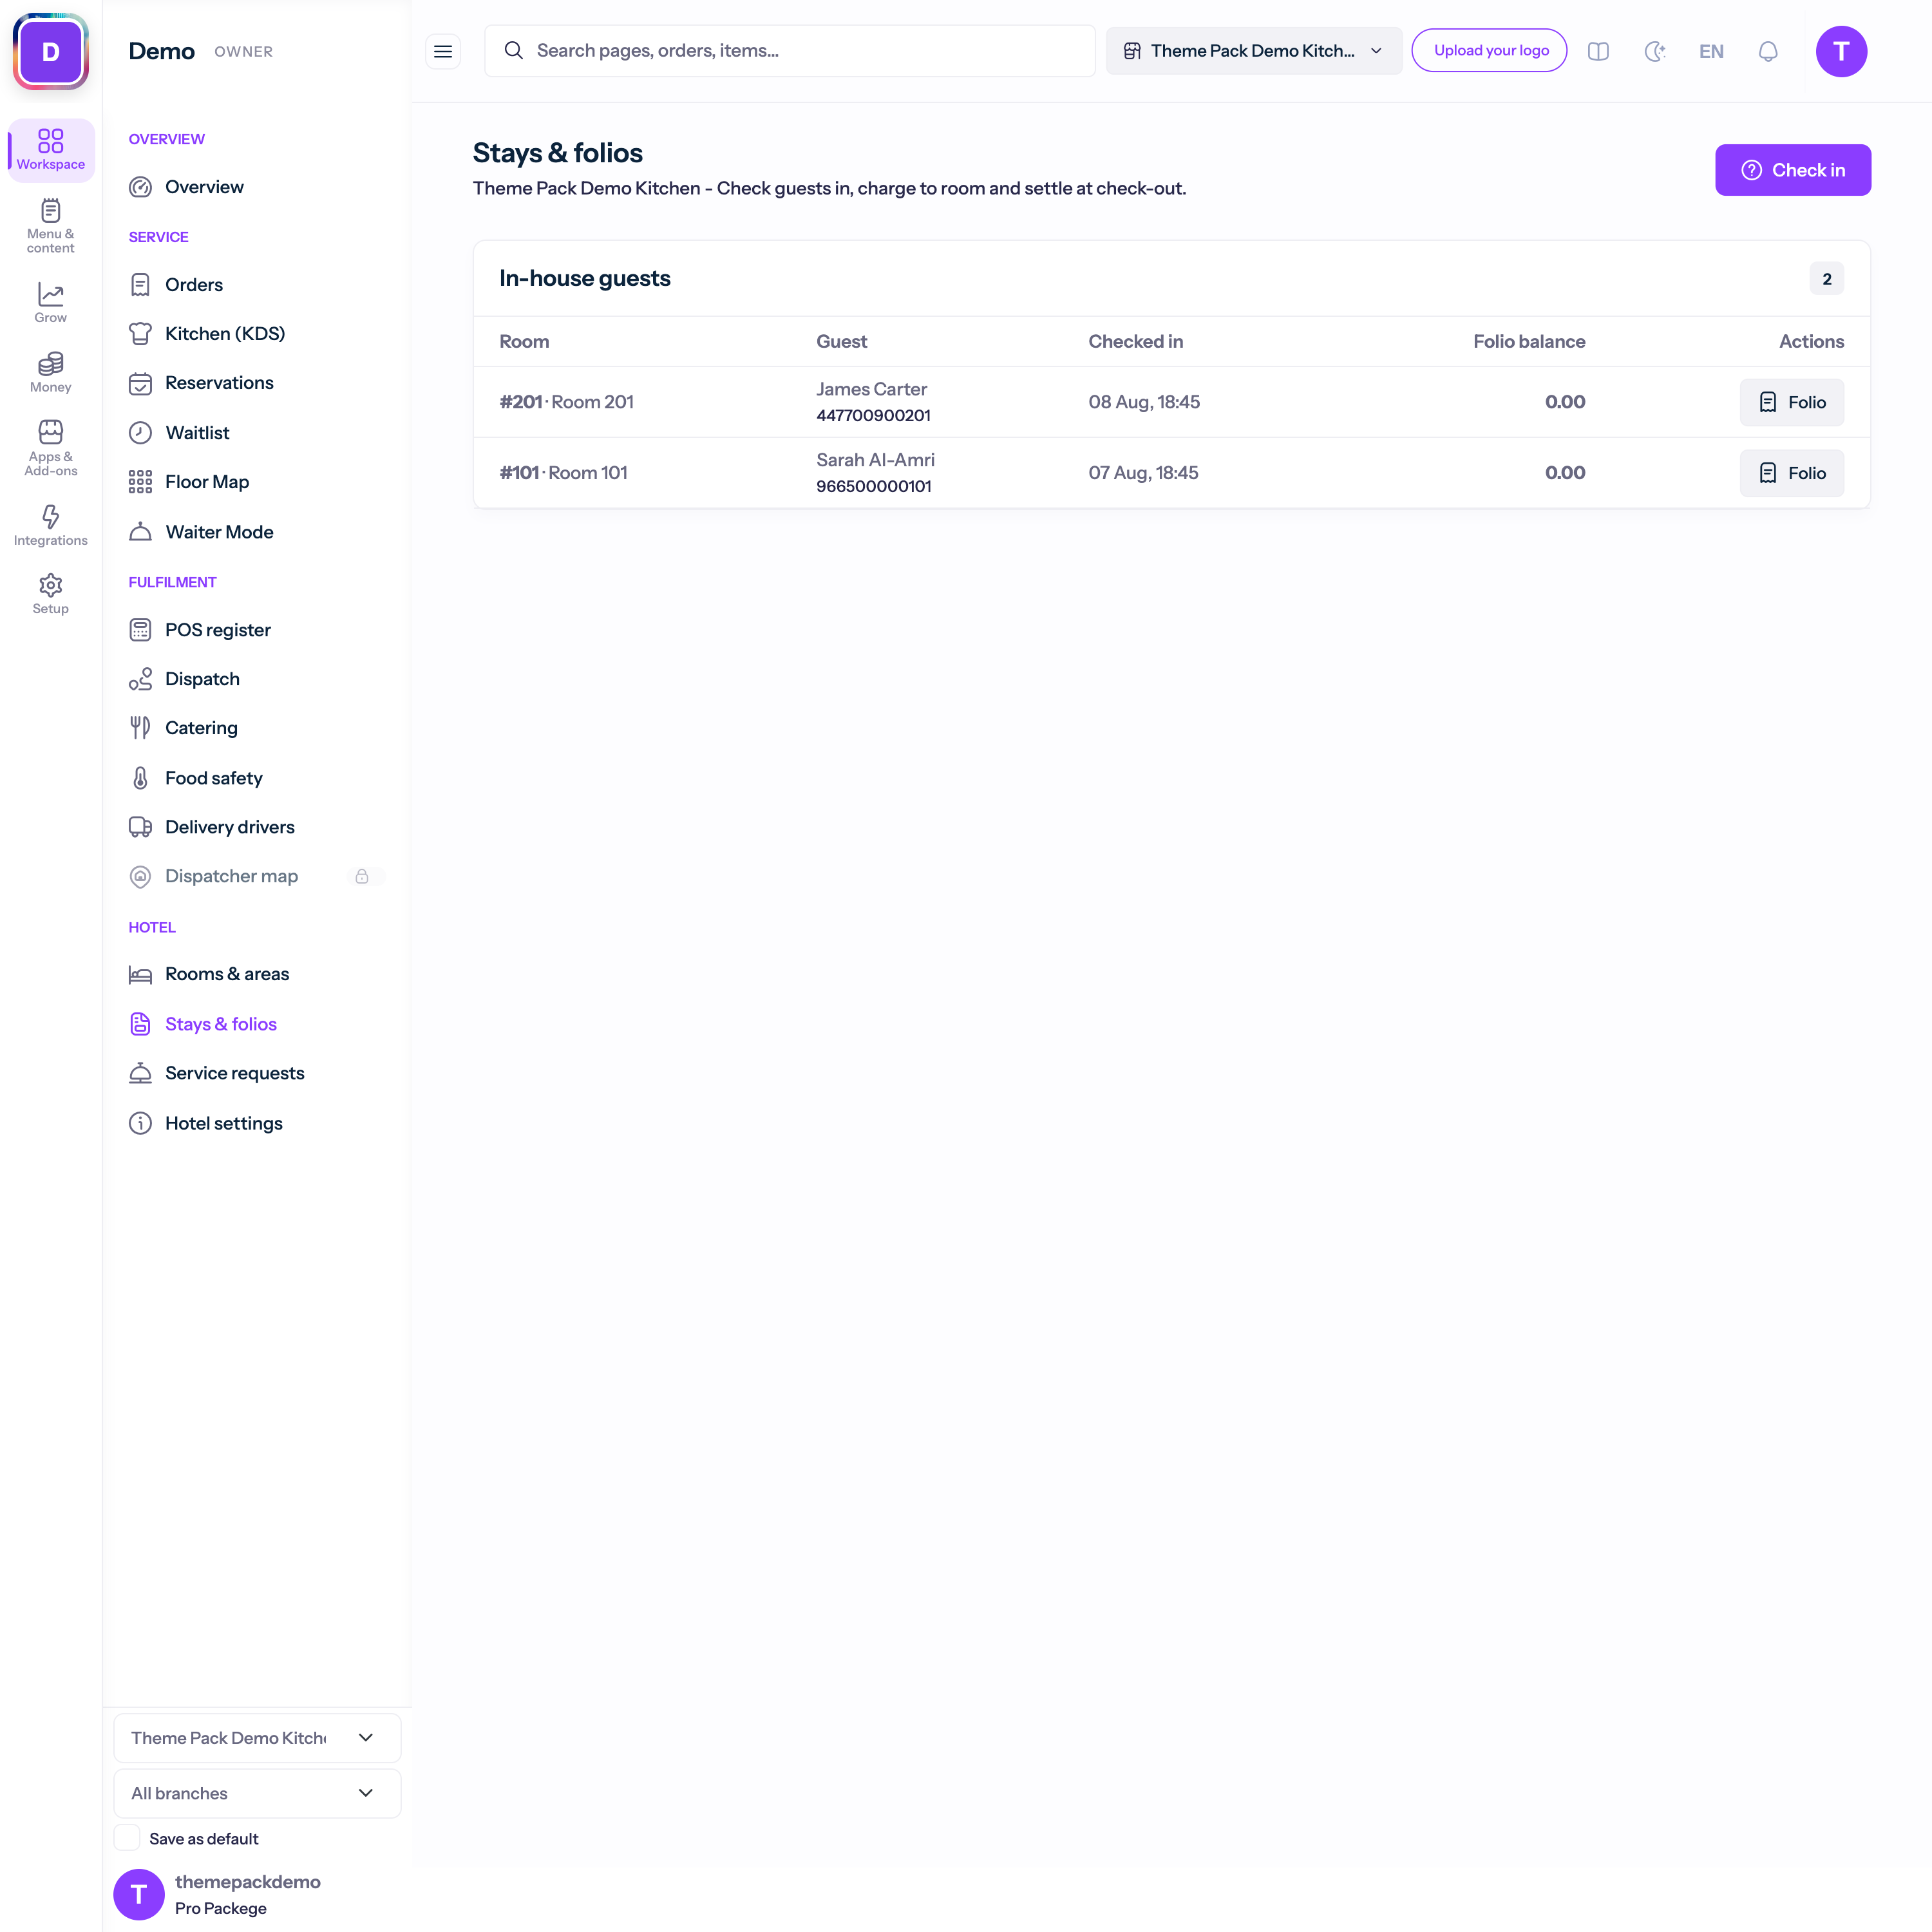 D
Workspace
Menu &
content
Grow
Money
Apps &
Add-ons
Integrations
Setup
Demo OWNER
OVERVIEW
Overview
SERVICE
Orders
Kitchen (KDS)
Reservations
Waitlist
Floor Map
Waiter Mode
FULFILMENT
POS register
Dispatch
Catering
Food safety
Delivery drivers
Dispatcher map
HOTEL
Rooms & areas
Stays & folios
Service requests
Hotel settings
Theme Pack Demo Kitche
All branches
Save as default
T
themepackdemo
Pro Packege
Search pages, orders, items...
Theme Pack Demo Kitch...
Upload your logo
EN
T
Stays & folios
Theme Pack Demo Kitchen - Check guests in, charge to room and settle at check-out.
Check in
In-house guests 2
Room Guest Checked in Folio balance Actions
#201 · Room 201 James Carter 08 Aug, 18:45 0.00 Folio
447700900201
#101 · Room 101 Sarah Al-Amri 07 Aug, 18:45 0.00 Folio
966500000101